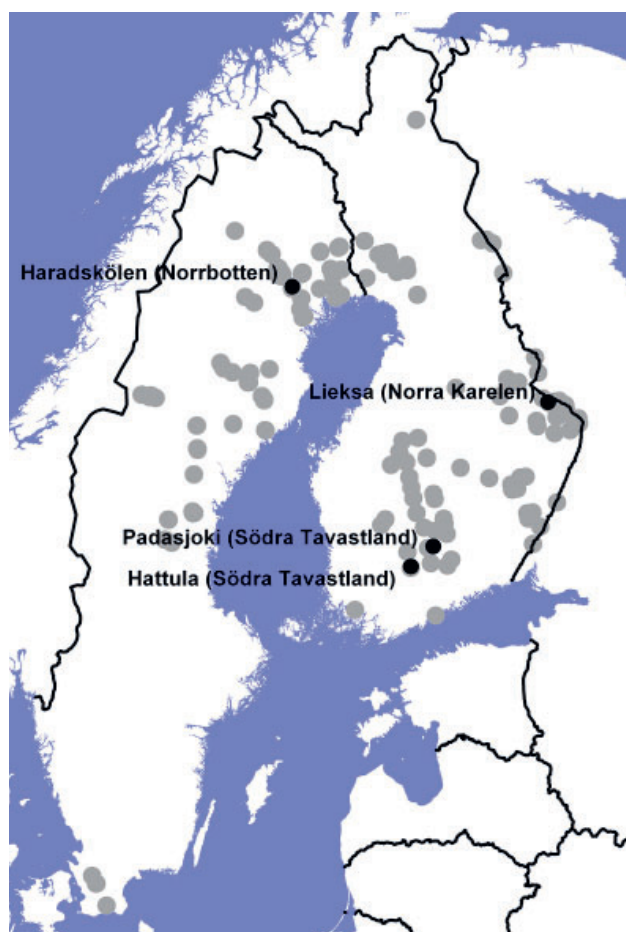 Haradskölen (Norrbotten)
Lieksa (Norra Karelen)
Padasjoki (Södra Tavastland)
Hattula (Södra Tavastland)